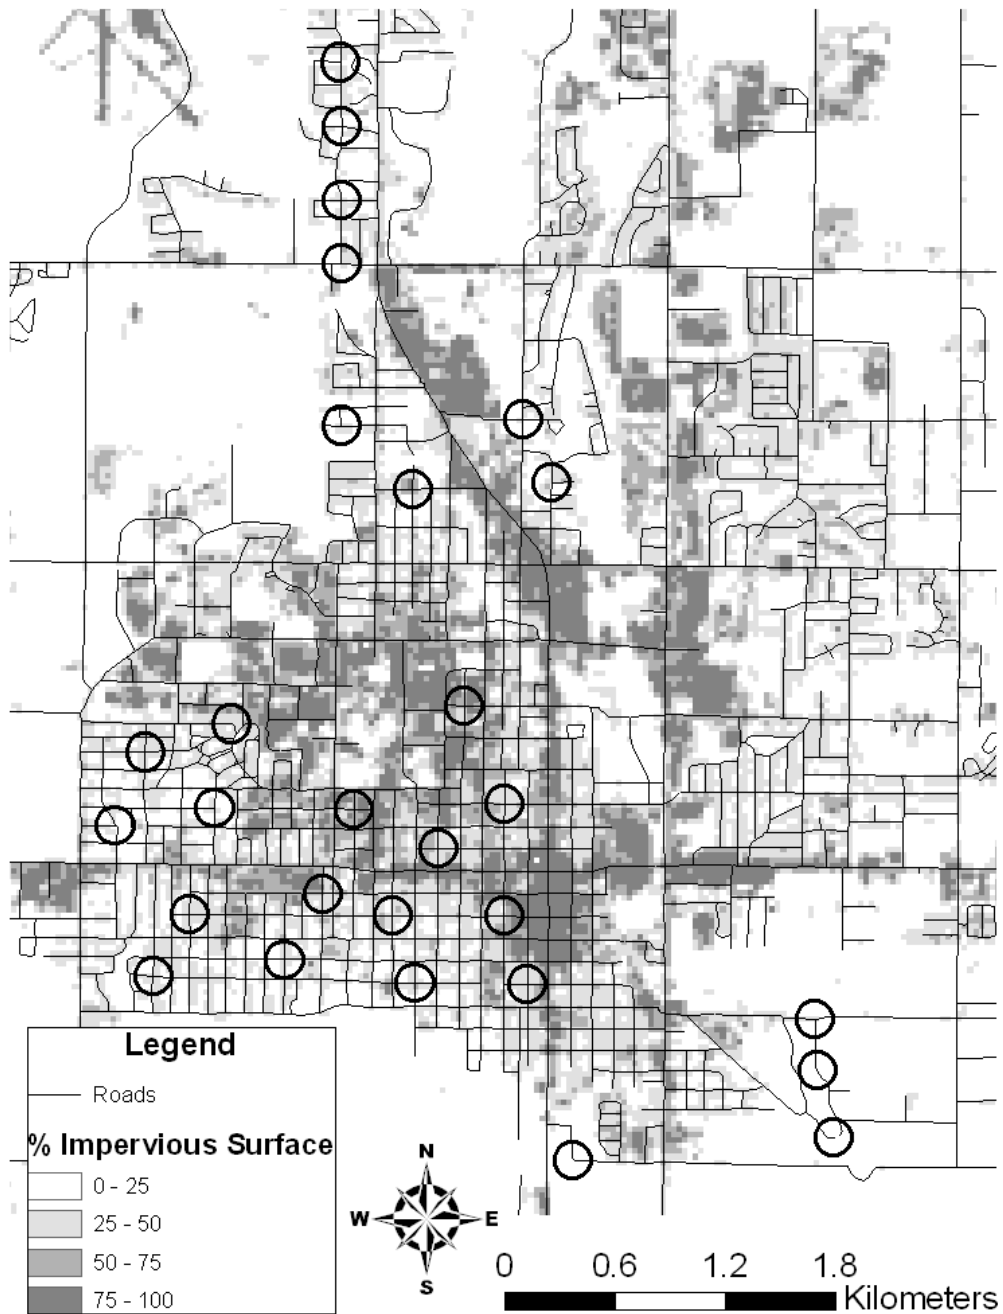 Legend
Roads
% Impervious Surface
0 - 25
25 - 50
50 - 75
75 - 100
N
W E
S
0 0.6 1.2 1.8
Kilometers